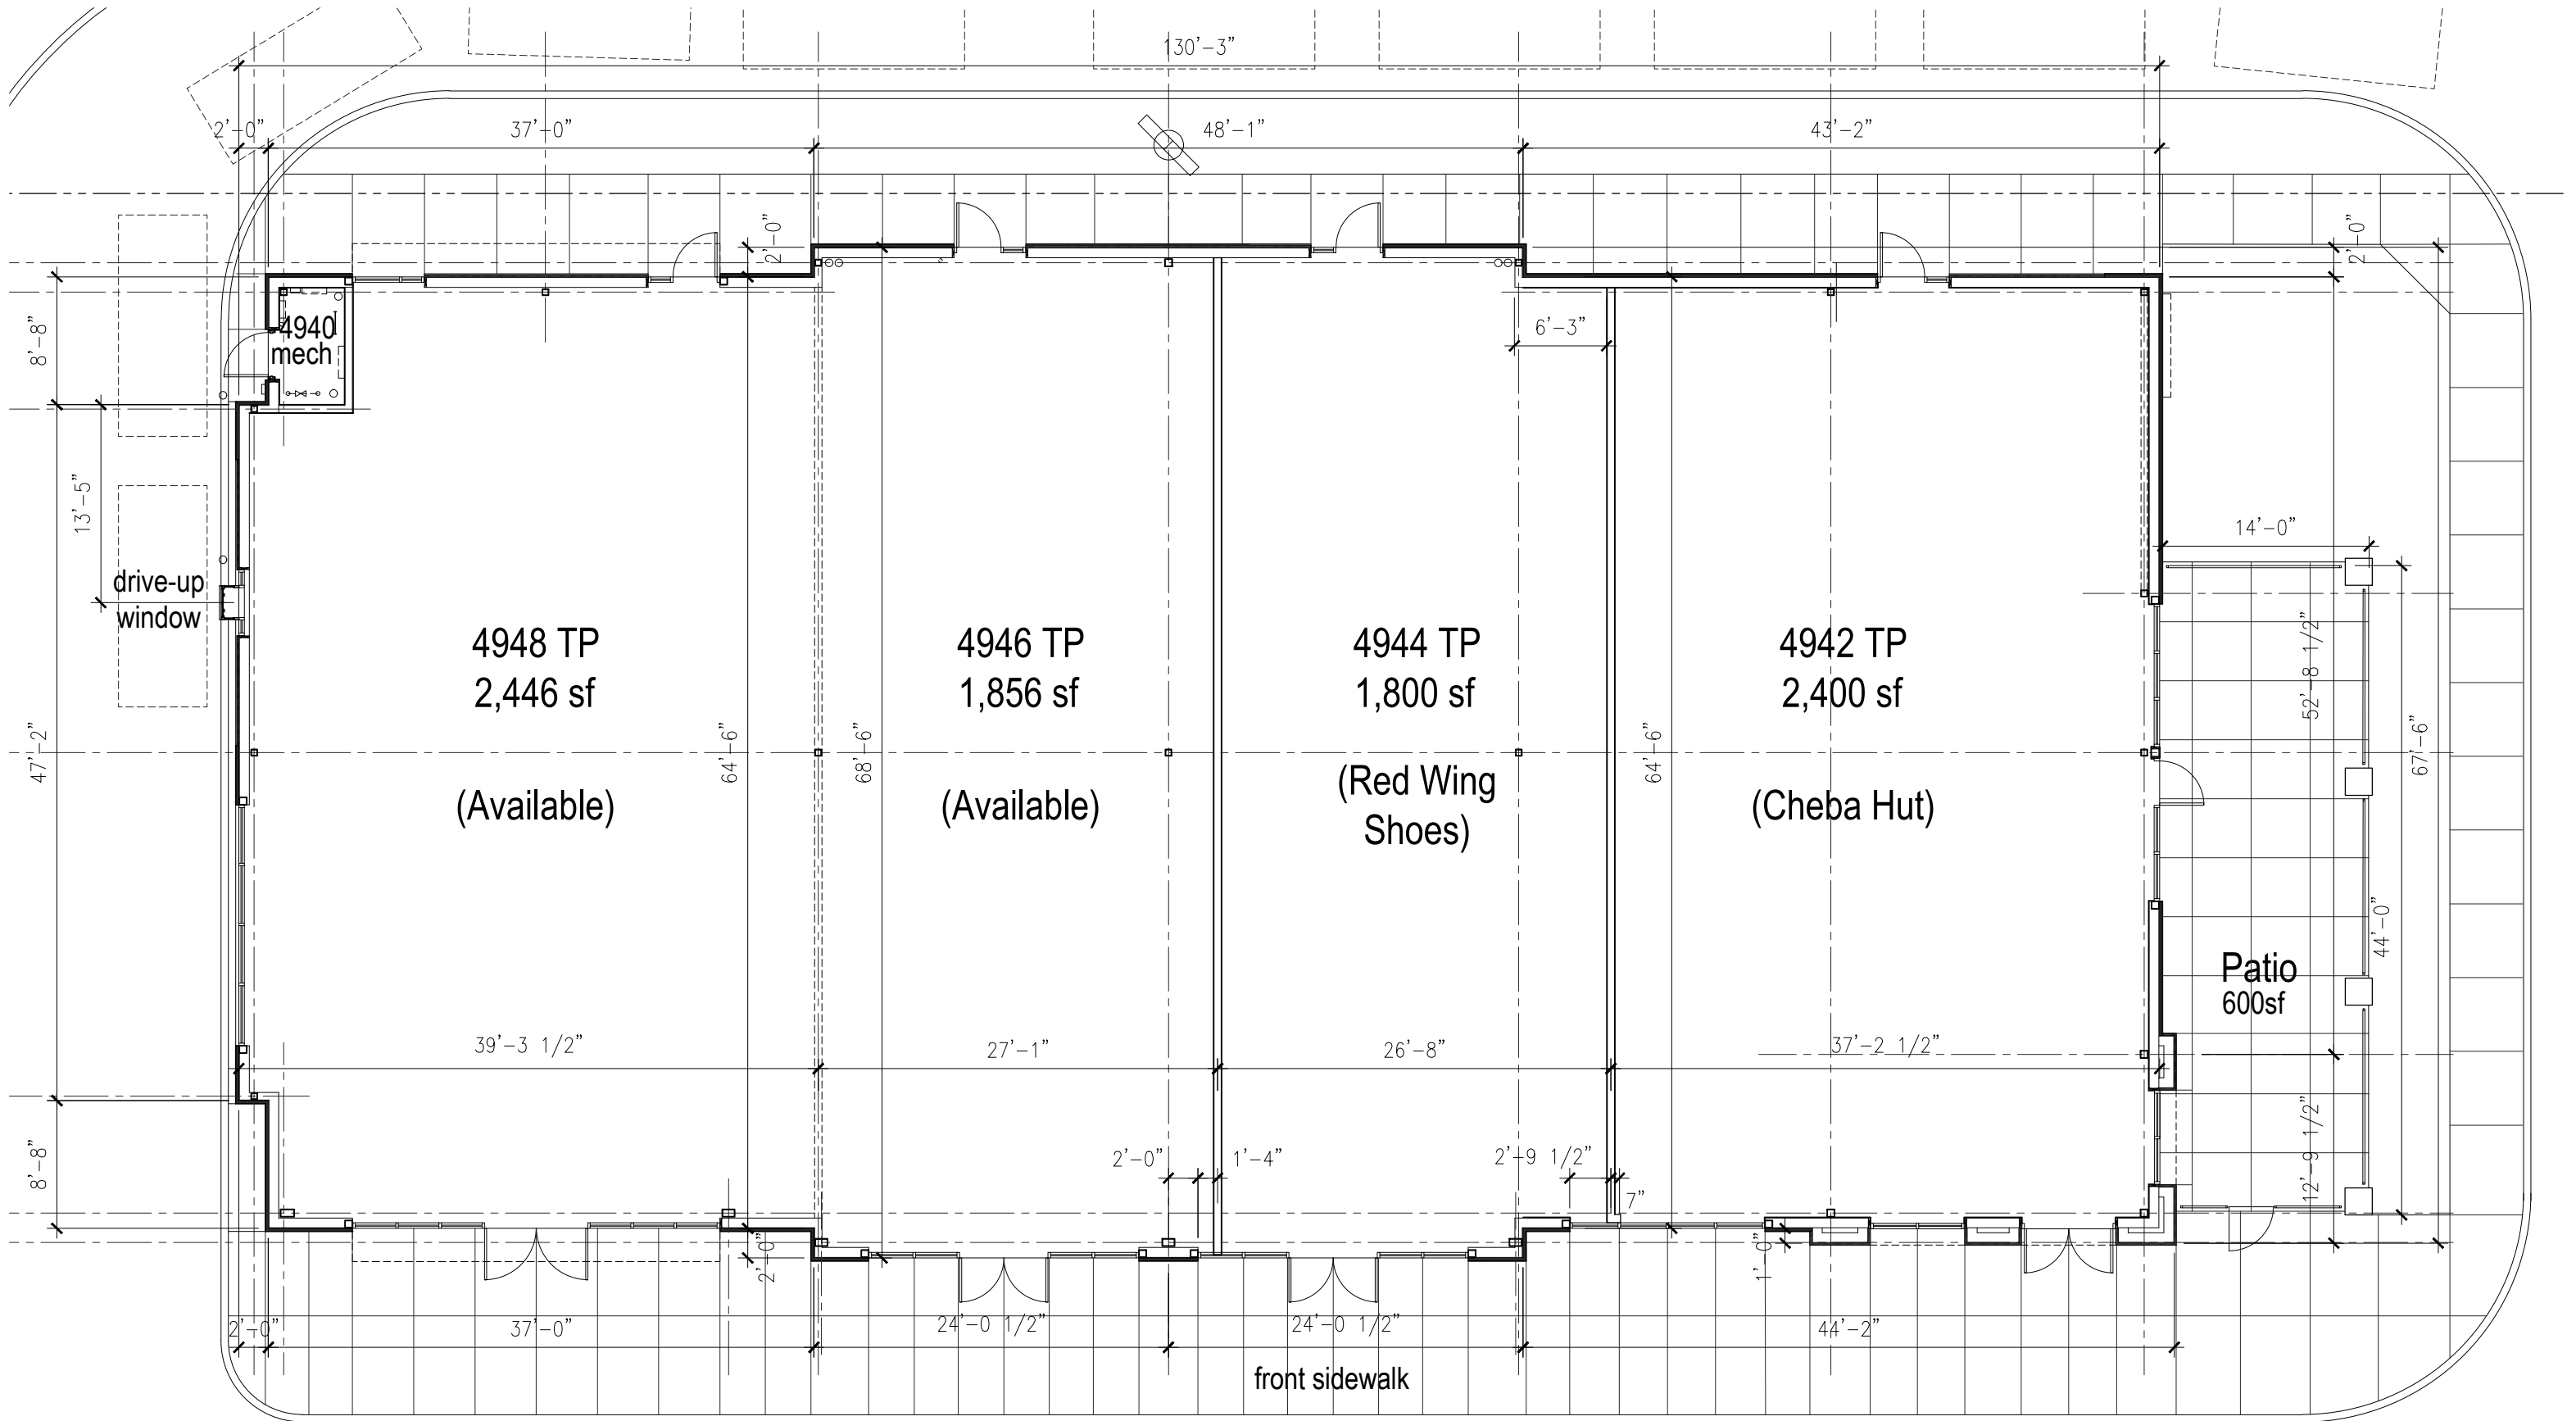 130'-3"
2'-0"
37'-0"
48'-1"
43'-2"
2'-0"
2'-0"
8'-8"
4940
mech
6'-3"
13'-5"
14'-0"
drive-up
window
4948 TP
2,446 sf
(Available)
4946 TP
1,856 sf
(Available)
4944 TP
1,800 sf
(Red Wing
Shoes)
4942 TP
2,400 sf
(Cheba Hut)
47'-2"
64'-6"
68'-6"
64'-6"
52'-8 1/2"
67'-6"
44'-0"
Patio
600sf
39'-3 1/2"
27'-1"
26'-8"
37'-2 1/2"
8'-8"
2'-0"
1'-4"
2'-9 1/2"
7"
12'-9 1/2"
2'-0"
1'-0"
2'-0"
37'-0"
24'-0 1/2"
24'-0 1/2"
44'-2"
front sidewalk